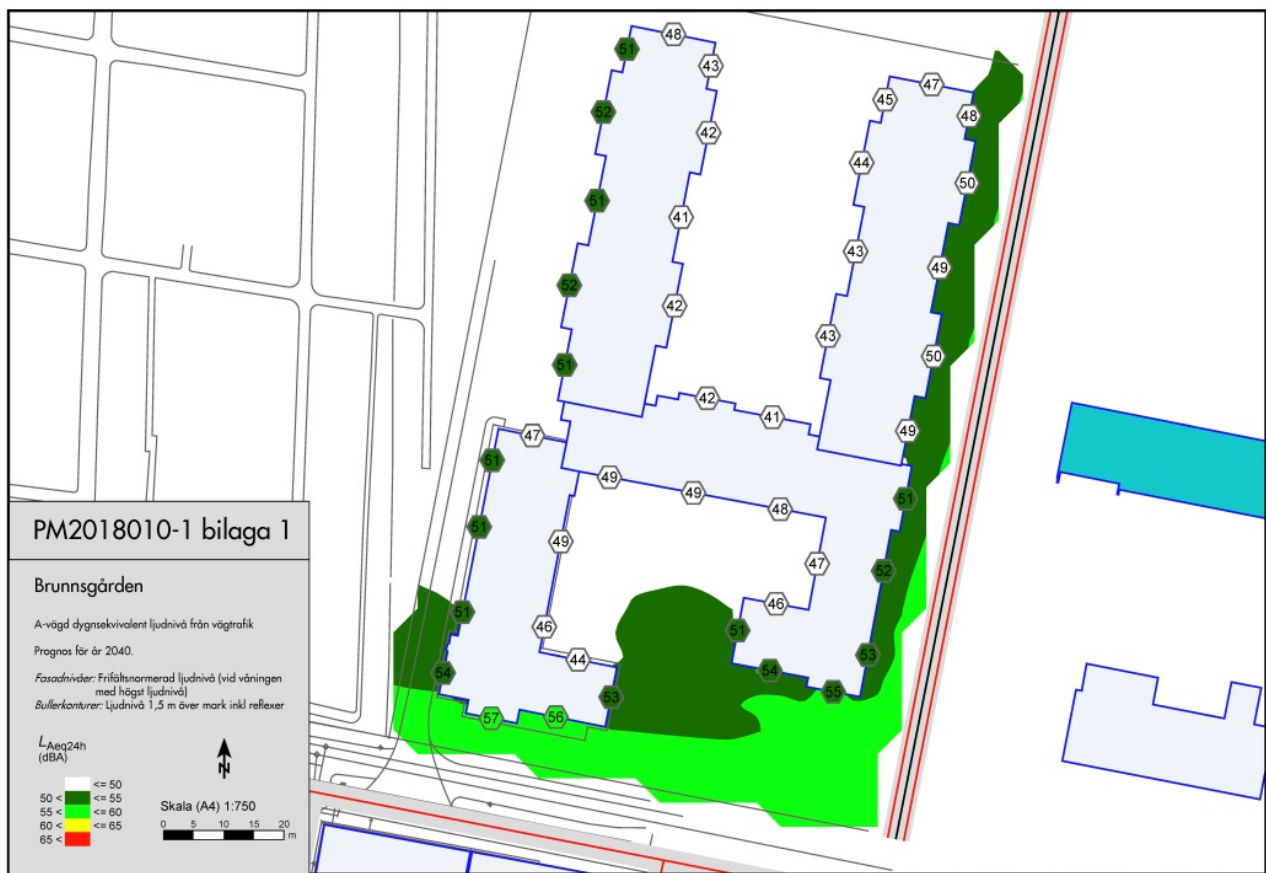 48
51
43
47
45
48
52
42
44
50
51
41
43
49
52
42
43
50
51
42
41
49
47
51
49
49
48
51
51
49
47
52
46
51
46
51
44
53
54
54
53
55
57
56
PM2018010-1 bilaga 1
Brunnsgården
A-vägd dygnsekvivalent ljudnivå från vägtrafik
Prognos för år 2040.
Fasadnivåer: Frifältsnormerad ljudnivå (vid våningen
med högst ljudnivå)
Bullerkonturer: Ljudnivå 1,5 m över mark inkl reflexer
LAeq24h
(dBA)
<= 50
50 < <= 55
55 < <= 60
60 < <= 65
65 <
N
Skala (A4) 1:750
0 5 10 15 20
m